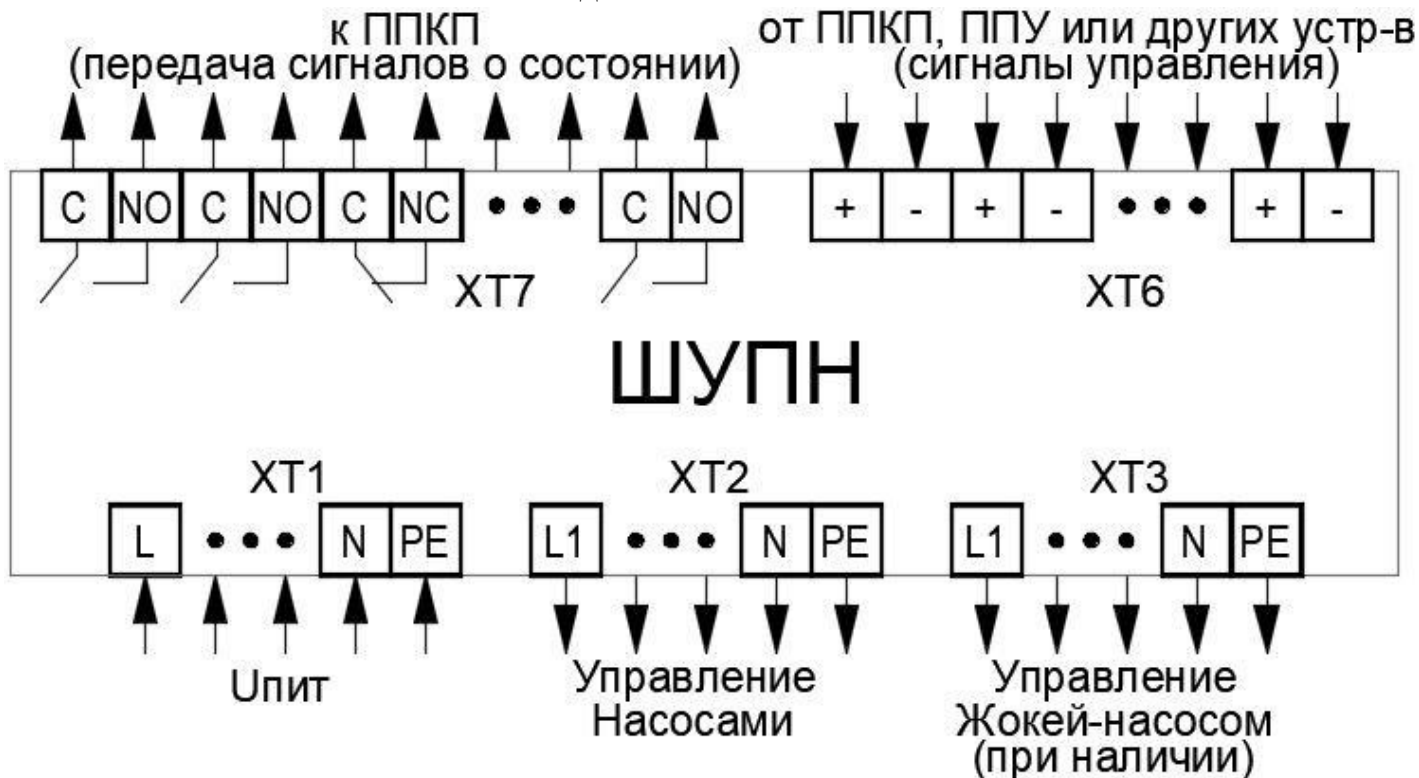 к ППКП
(передача сигналов о состоянии)
от ППКП, ППУ или других устр-в
(сигналы управления)
C NO C NO C NC ••• C NO
+ - + - ••• + -
XT7
XT6
ШУПН
XT1
XT2
XT3
L ••• N PE
L1 ••• N PE
L1 ••• N PE
Uпит
Управление
Насосами
Управление
Жокей-насосом
(при наличии)